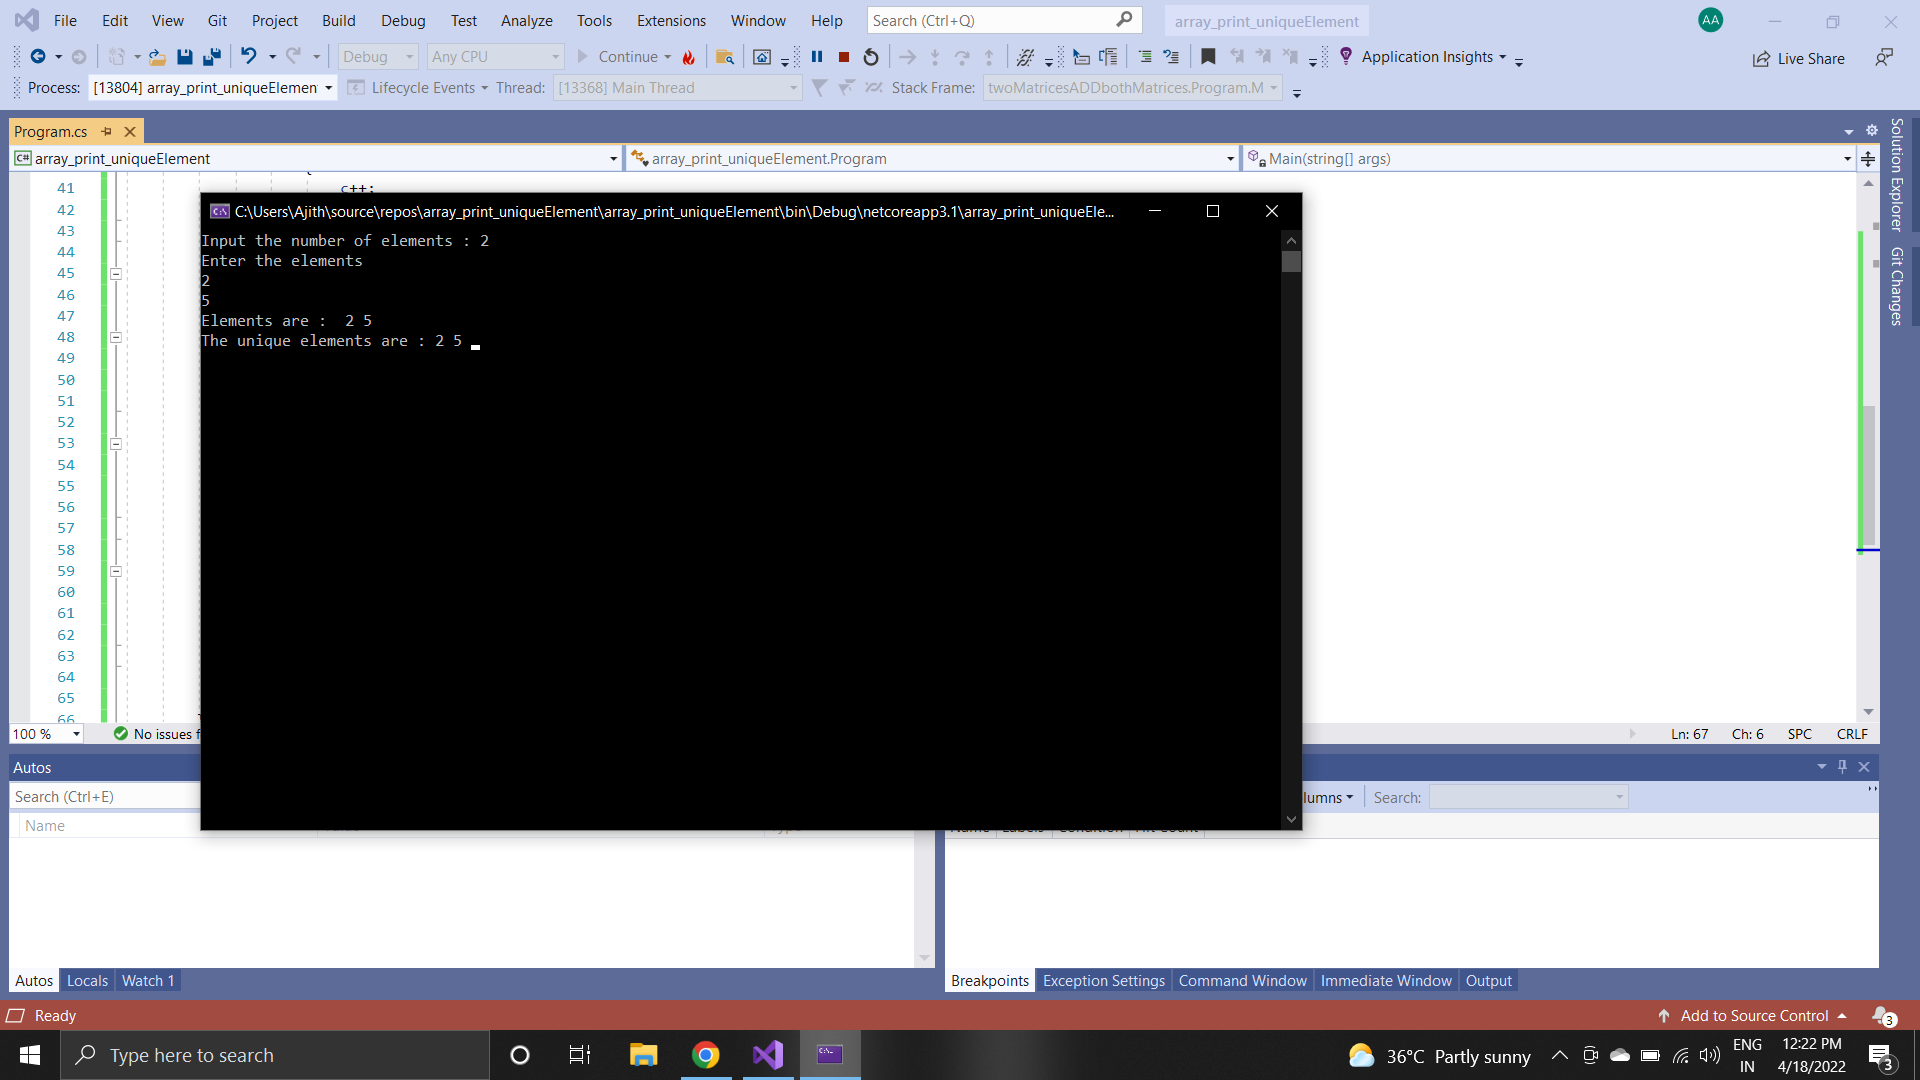 File Edit View Git Project Build Debug Test Analyze Tools Extensions Window Help Search (Ctrl+Q) array_print_uniqueElement AA
Debug Any CPU Continue Application Insights Live Share
Process: [13804] array_print_uniqueElement Lifecycle Events Thread: [13368] Main Thread Stack Frame: twoMatricesADDbothMatrices.Program.M
Program.cs
C# array_print_uniqueElement array_print_uniqueElement.Program Main(string[] args)
Solution Explorer
Git Changes
41 c++;
42
43
44
45
46
47
48
49
50
51
52
53
54
55
56
57
58
59
60
61
62
63
64
65
66
C:\Users\Ajith\source\repos\array_print_uniqueElement\array_print_uniqueElement\bin\Debug\netcoreapp3.1\array_print_uniqueEle...
Input the number of elements : 2
Enter the elements
2
5
Elements are :  2 5
The unique elements are : 2 5
100 % No issues Ln: 67 Ch: 6 SPC CRLF
Autos
Search (Ctrl+E) lumns Search:
Name
Name Labels Condition Hit Count
Autos Locals Watch 1 Breakpoints Exception Settings Command Window Immediate Window Output
Ready Add to Source Control 3
Type here to search 36°C Partly sunny ENG IN 12:22 PM 4/18/2022 3